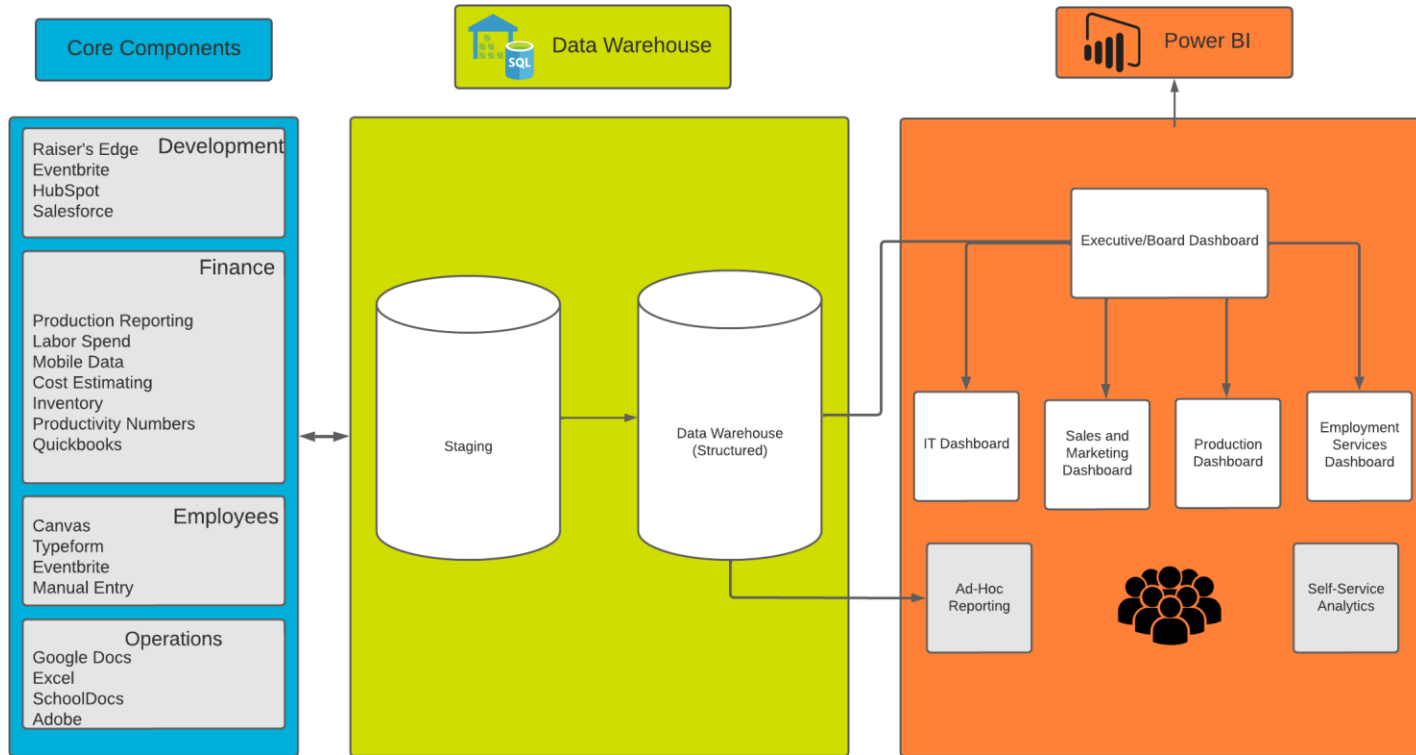 Core Components
SQL
Data Warehouse
Power BI
Development
Raiser's Edge
Eventbrite
HubSpot
Salesforce
Finance
Production Reporting
Labor Spend
Mobile Data
Cost Estimating
Inventory
Productivity Numbers
Quickbooks
Employees
Canvas
Typeform
Eventbrite
Manual Entry
Operations
Google Docs
Excel
SchoolDocs
Adobe
Staging
Data Warehouse
(Structured)
Executive/Board Dashboard
IT Dashboard
Sales and
Marketing
Dashboard
Production
Dashboard
Employment
Services
Dashboard
Ad-Hoc
Reporting
Self-Service
Analytics